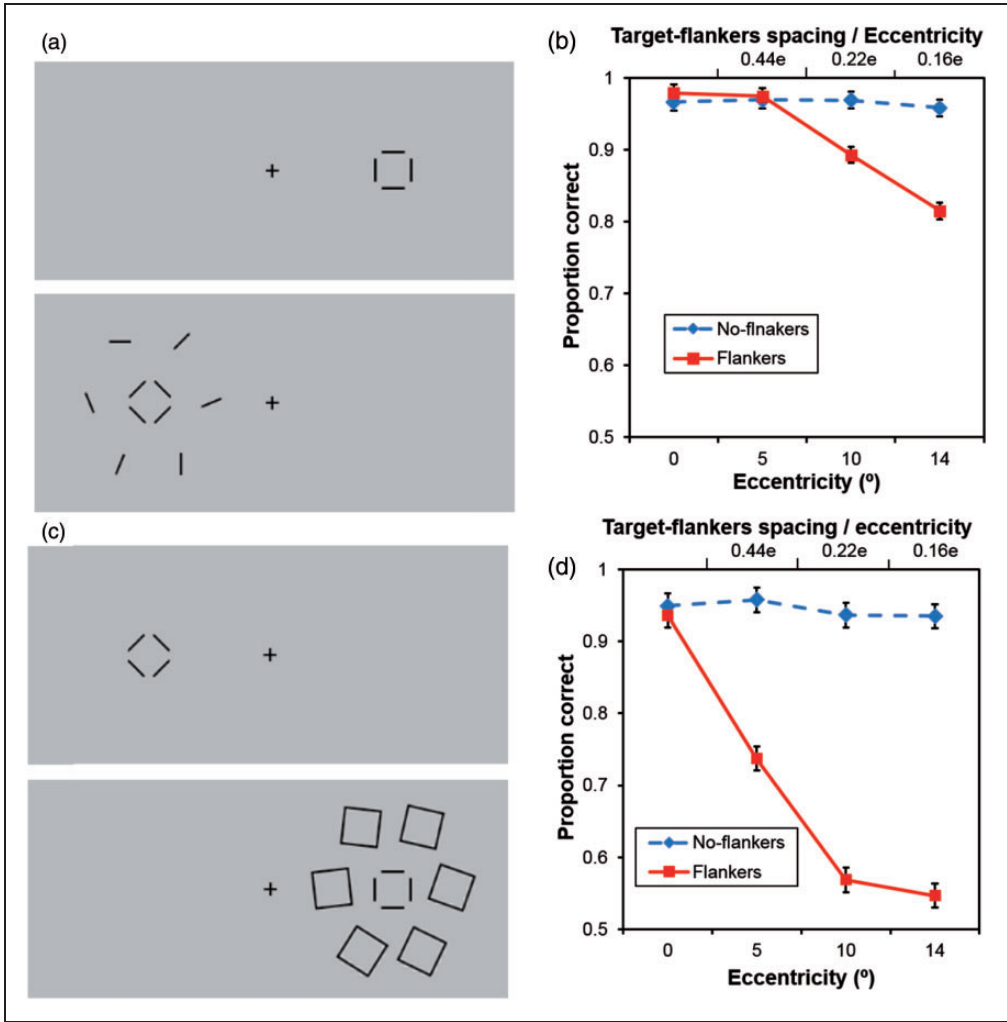 (a)
(b)
Target-flankers spacing / Eccentricity
0.44e 0.22e 0.16e
1
0.9
0.8
0.7
0.6
0.5
Proportion correct
No-flnakers
Flankers
0 5 10 14
Eccentricity (º)
(c)
(d)
Target-flankers spacing / eccentricity
0.44e 0.22e 0.16e
1
0.9
0.8
0.7
0.6
0.5
Proportion correct
No-flankers
Flankers
0 5 10 14
Eccentricity (º)